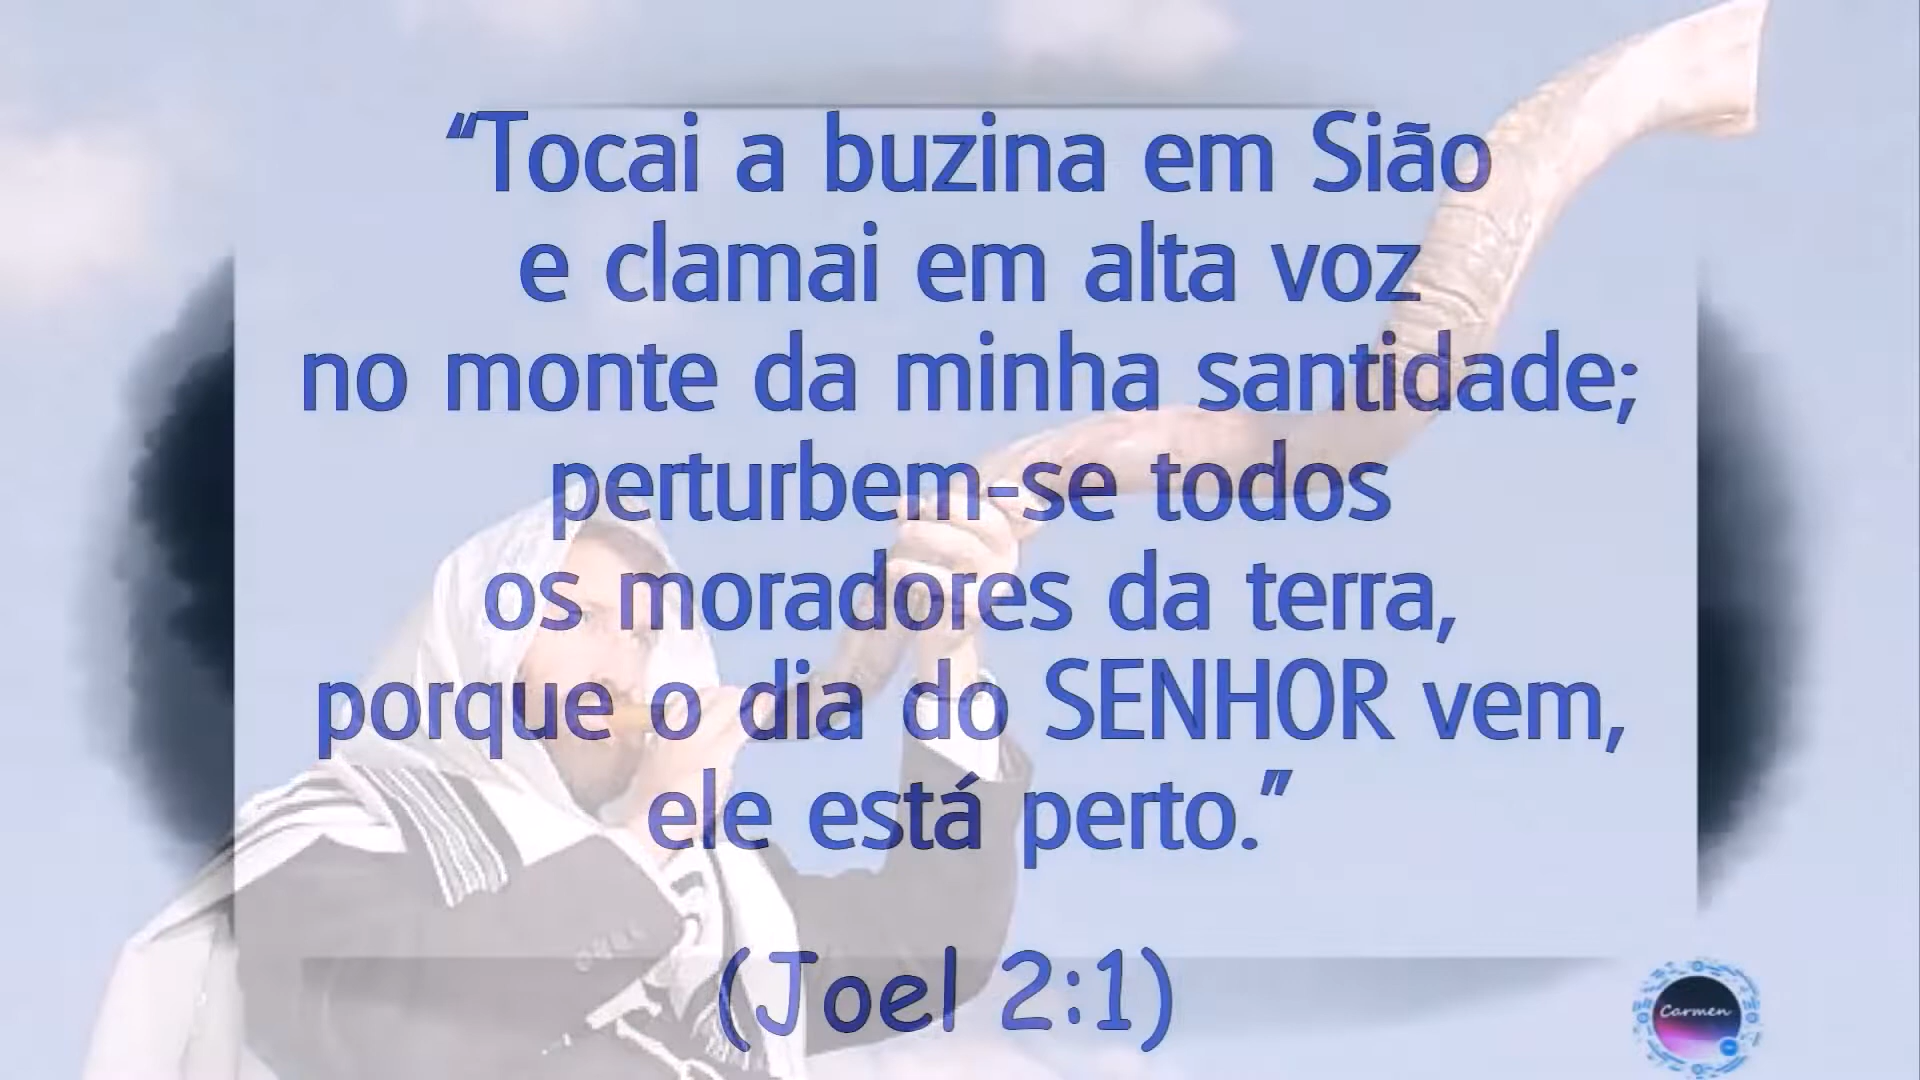 “Tocai a buzina em Sião
e clamai em alta voz
no monte da minha santidade;
perturbem-se todos
os moradores da terra,
porque o dia do SENHOR vem,
ele está perto.”
(Joel 2:1)
Carmen